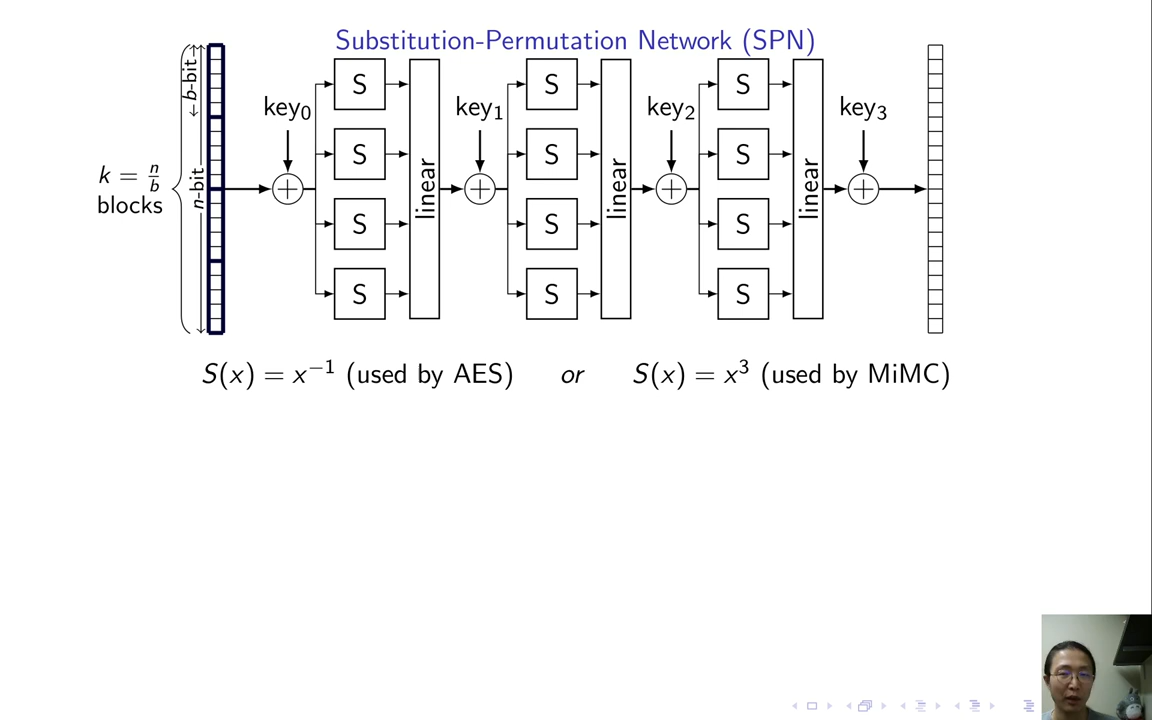 Substitution-Permutation Network (SPN)
b-bit
n-bit
k = n/b
blocks
key₀
key₁
key₂
key₃
S
S
S
S
linear
S
S
S
S
linear
S
S
S
S
linear
S(x) = x⁻¹ (used by AES) or S(x) = x³ (used by MiMC)